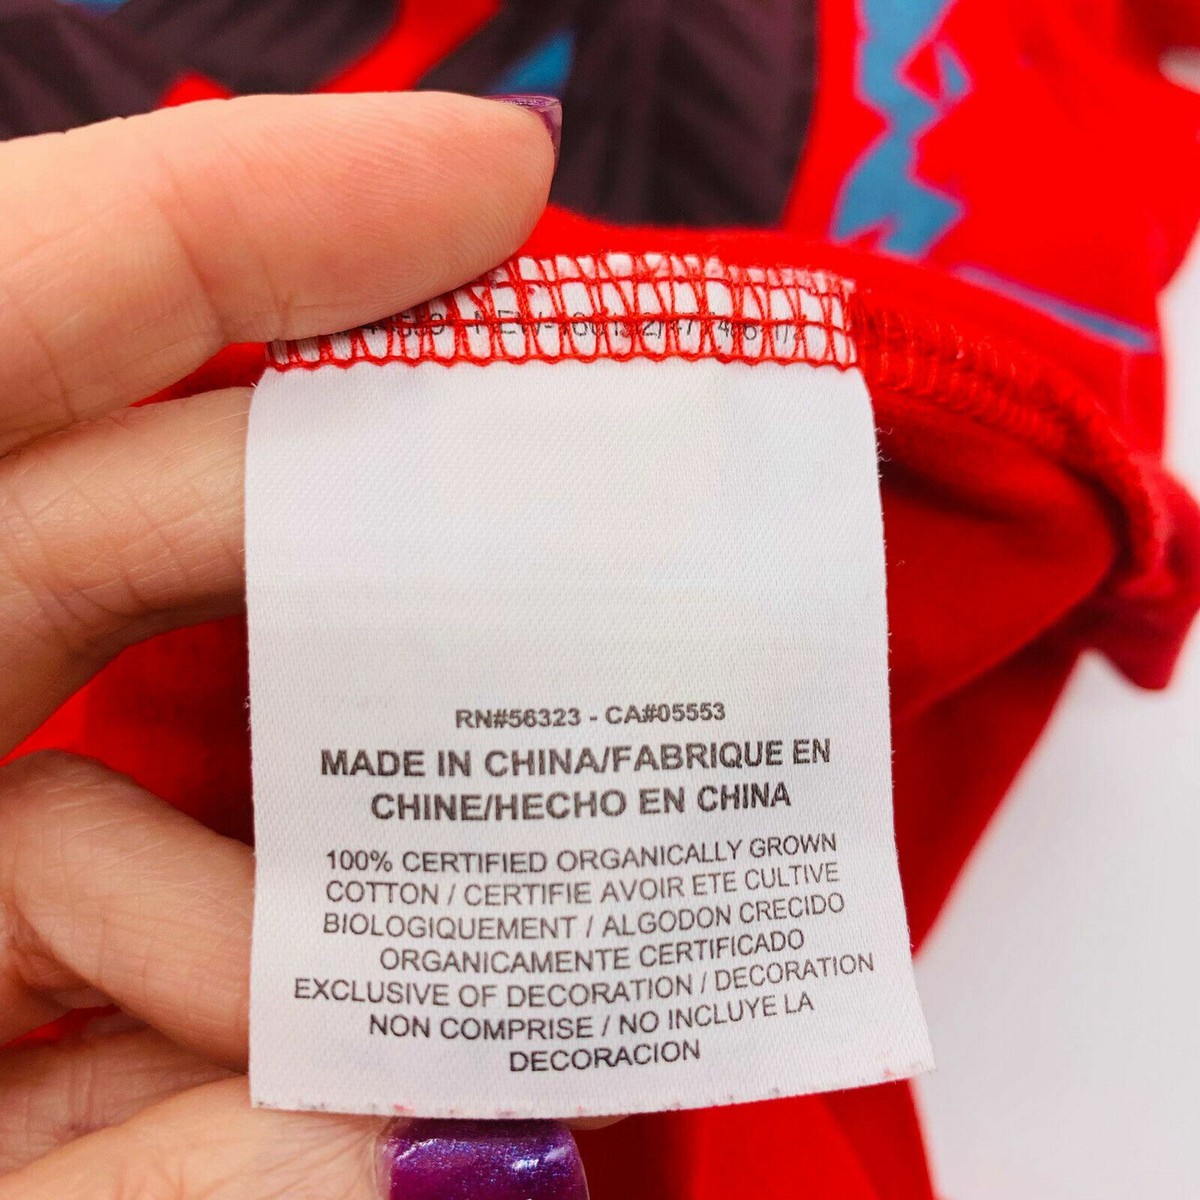 RN#56323 - CA#05553
MADE IN CHINA/FABRIQUE EN
CHINE/HECHO EN CHINA
100% CERTIFIED ORGANICALLY GROWN
COTTON / CERTIFIE AVOIR ETE CULTIVE
BIOLOGIQUEMENT / ALGODON CRECIDO
ORGANICAMENTE CERTIFICADO
EXCLUSIVE OF DECORATION / DECORATION
NON COMPRISE / NO INCLUYE LA
DECORACION